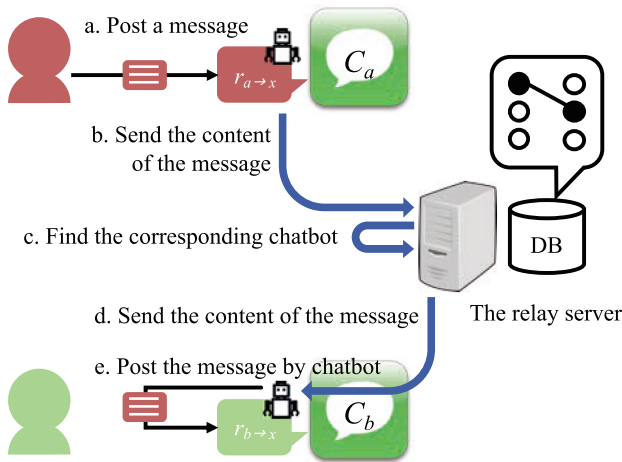 a. Post a message
r a→x
C a
b. Send the content
of the message
c. Find the corresponding chatbot
DB
d. Send the content of the message
The relay server
e. Post the message by chatbot
r b→x
C b